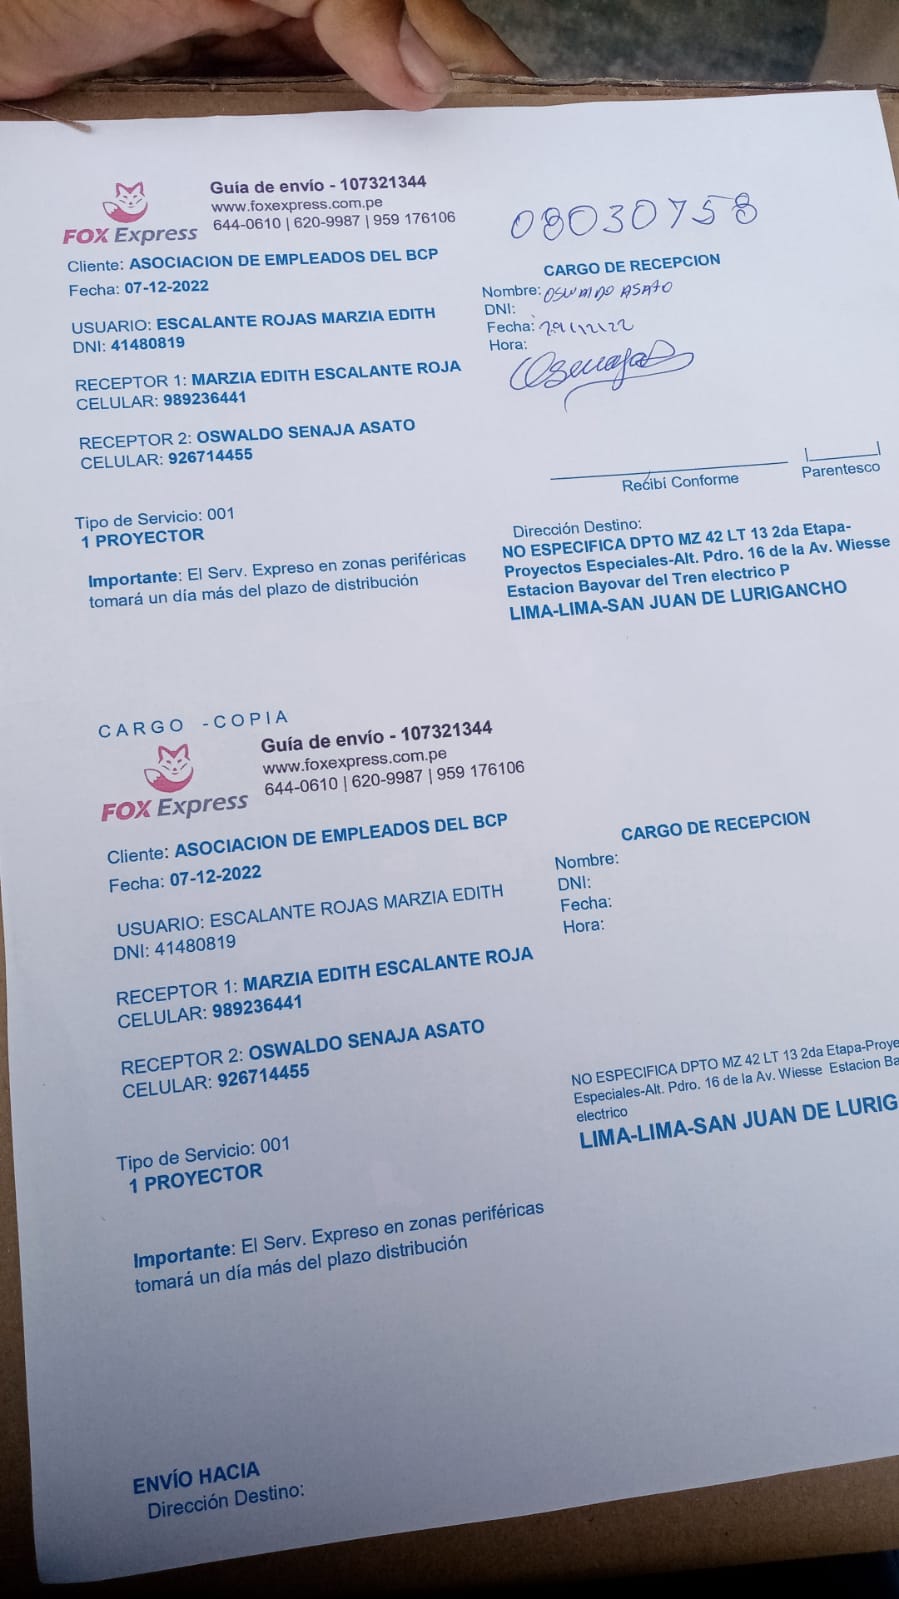 Guía de envío - 107321344
www.foxexpress.com.pe
644-0610 | 620-9987 | 959 176106
FOX Express
Cliente: ASOCIACION DE EMPLEADOS DEL BCP
Fecha: 07-12-2022
USUARIO: ESCALANTE ROJAS MARZIA EDITH
DNI: 41480819
RECEPTOR 1: MARZIA EDITH ESCALANTE ROJA
CELULAR: 989236441
RECEPTOR 2: OSWALDO SENAJA ASATO
CELULAR: 926714455
Tipo de Servicio: 001
1 PROYECTOR
Importante: El Serv. Expreso en zonas periféricas
tomará un día más del plazo de distribución
08030758
CARGO DE RECEPCION
Nombre: OSWALDO ASATO
DNI:
Fecha:
Hora:
Recibí Conforme
Parentesco
Dirección Destino:
NO ESPECIFICA DPTO MZ 42 LT 13 2da Etapa-
Proyectos Especiales-Alt. Pdro. 16 de la Av. Wiesse
Estacion Bayovar del Tren electrico P
LIMA-LIMA-SAN JUAN DE LURIGANCHO
CARGO -COPIA
Guía de envío - 107321344
www.foxexpress.com.pe
644-0610 | 620-9987 | 959 176106
FOX Express
Cliente: ASOCIACION DE EMPLEADOS DEL BCP
Fecha: 07-12-2022
USUARIO: ESCALANTE ROJAS MARZIA EDITH
DNI: 41480819
RECEPTOR 1: MARZIA EDITH ESCALANTE ROJA
CELULAR: 989236441
RECEPTOR 2: OSWALDO SENAJA ASATO
CELULAR: 926714455
Tipo de Servicio: 001
1 PROYECTOR
Importante: El Serv. Expreso en zonas periféricas
tomará un día más del plazo distribución
CARGO DE RECEPCION
Nombre:
DNI:
Fecha:
Hora:
NO ESPECIFICA DPTO MZ 42 LT 13 2da Etapa-Proye
Especiales-Alt. Pdro. 16 de la Av. Wiesse Estacion Ba
electrico
LIMA-LIMA-SAN JUAN DE LURIG
ENVÍO HACIA
Dirección Destino: